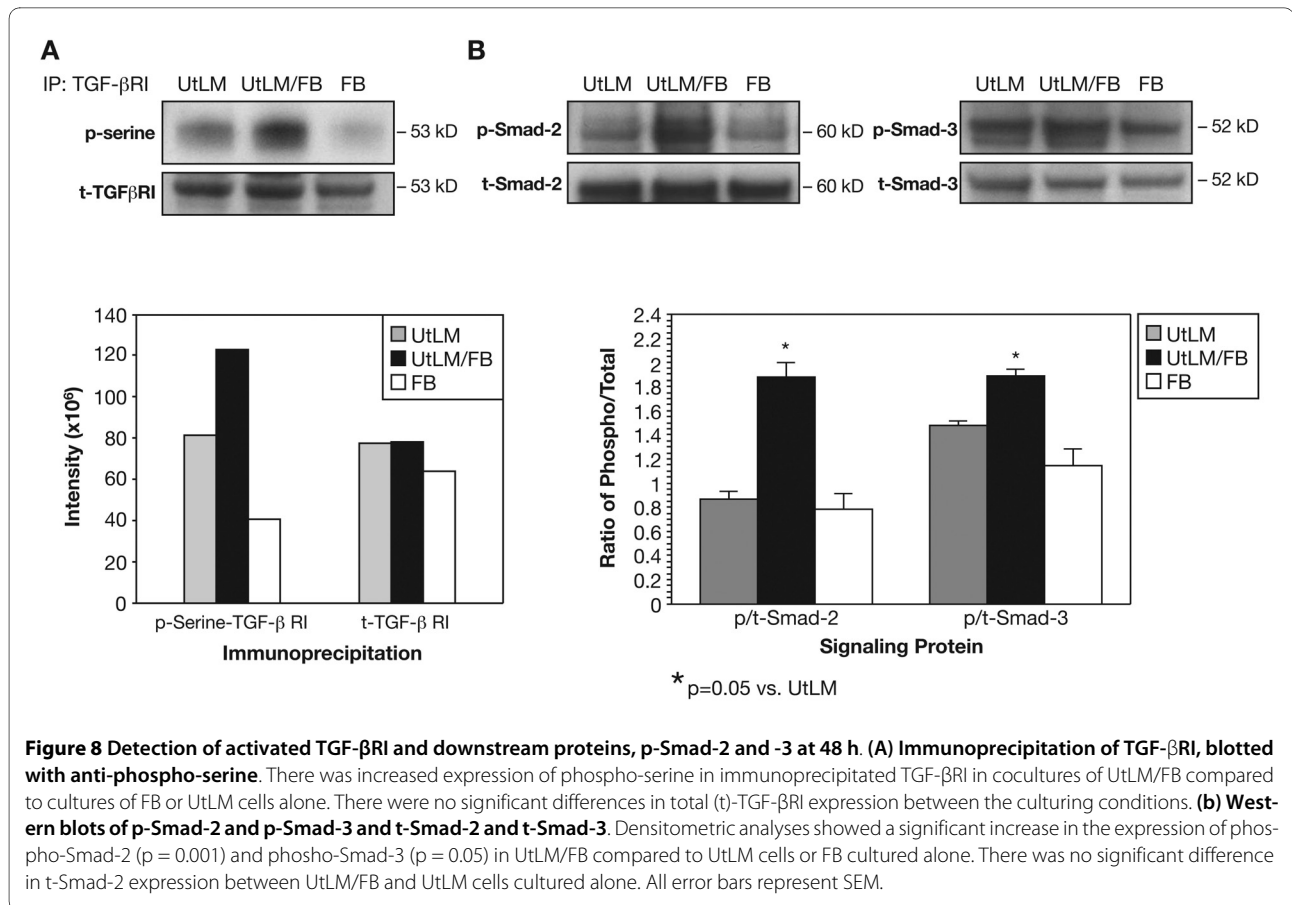 A
IP: TGF-βRI UtLM UtLM/FB FB
p-serine – 53 kD
t-TGFβRI – 53 kD
B
UtLM UtLM/FB FB
p-Smad-2 – 60 kD
t-Smad-2 – 60 kD
UtLM UtLM/FB FB
p-Smad-3 – 52 kD
t-Smad-3 – 52 kD
Intensity (x10⁶)
140
120
100
80
60
40
20
0
UtLM
UtLM/FB
FB
p-Serine-TGF-β RI t-TGF-β RI
Immunoprecipitation
Ratio of Phospho/Total
2.4
2.2
2
1.8
1.6
1.4
1.2
1
0.8
0.6
0.4
0.2
0
* *
UtLM
UtLM/FB
FB
p/t-Smad-2 p/t-Smad-3
Signaling Protein
* p=0.05 vs. UtLM
Figure 8 Detection of activated TGF-βRI and downstream proteins, p-Smad-2 and -3 at 48 h. (A) Immunoprecipitation of TGF-βRI, blotted
with anti-phospho-serine. There was increased expression of phospho-serine in immunoprecipitated TGF-βRI in cocultures of UtLM/FB compared
to cultures of FB or UtLM cells alone. There were no significant differences in total (t)-TGF-βRI expression between the culturing conditions. (b) West-
ern blots of p-Smad-2 and p-Smad-3 and t-Smad-2 and t-Smad-3. Densitometric analyses showed a significant increase in the expression of phos-
pho-Smad-2 (p = 0.001) and phosho-Smad-3 (p = 0.05) in UtLM/FB compared to UtLM cells or FB cultured alone. There was no significant difference
in t-Smad-2 expression between UtLM/FB and UtLM cells cultured alone. All error bars represent SEM.